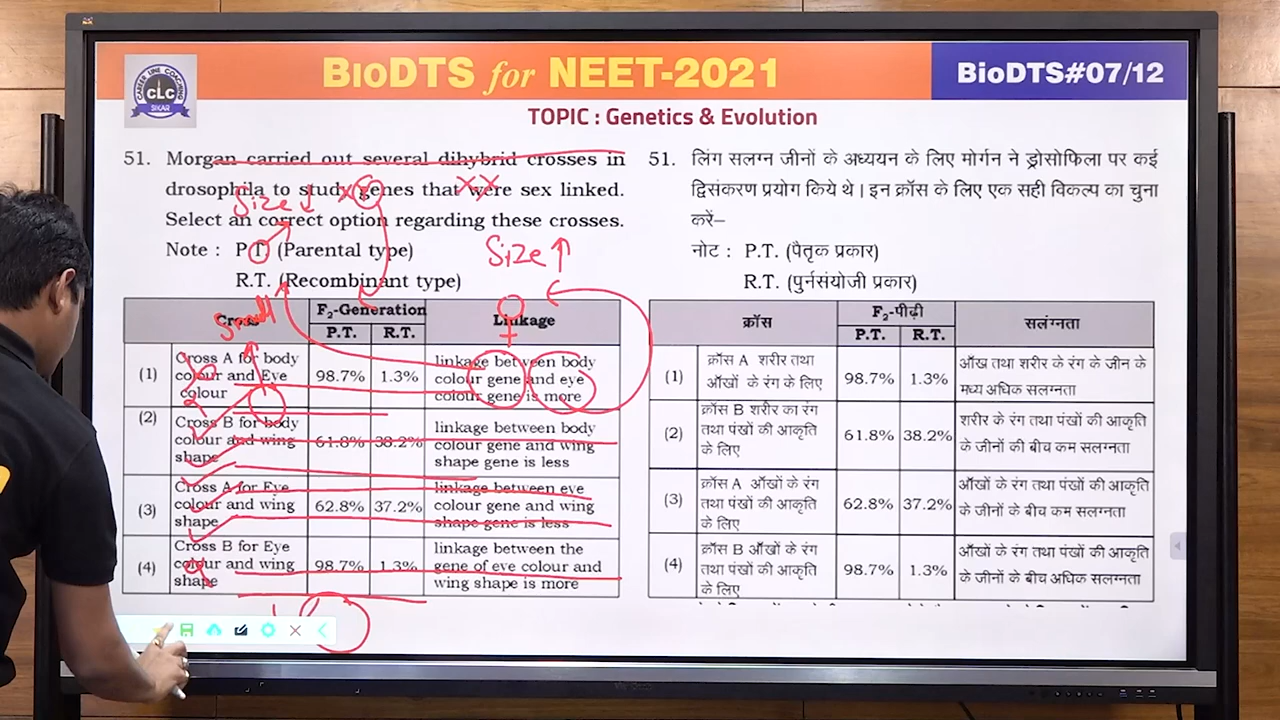 BIODTS for NEET-2021
BioDTS#07/12
CAREER LINE COACHING
CLC
SIKAR
TOPIC : Genetics & Evolution
51. Morgan carried out several dihybrid crosses in
drosophila to study genes that were sex linked.
Select an correct option regarding these crosses.
Note : P.T. (Parental type)
R.T. (Recombinant type)
Size ↓
XX
Size ↑
Small
Cross
F2-Generation
P.T. R.T.
Linkage
(1) Cross A for body colour and Eye colour 98.7% 1.3% linkage between body colour gene and eye colour gene is more
(2) Cross B for body colour and wing shape 61.8% 38.2% linkage between body colour gene and wing shape gene is less
(3) Cross A for Eye colour and wing shape 62.8% 37.2% linkage between eye colour gene and wing shape gene is less
(4) Cross B for Eye colour and wing shape 98.7% 1.3% linkage between the gene of eye colour and wing shape is more
51. लिंग सलग्न जीनों के अध्ययन के लिए मोर्गन ने ड्रोसोफिला पर कई
द्विसंकरण प्रयोग किये थे। इन क्रॉस के लिए एक सही विकल्प का चुना
करें–
नोट : P.T. (पैतृक प्रकार)
R.T. (पुर्नसंयोजी प्रकार)
क्रॉस
F2-पीढ़ी
P.T. R.T.
सलंग्नता
(1) क्रॉस A शरीर तथा आँखों के रंग के लिए 98.7% 1.3% आँख तथा शरीर के रंग के जीन के मध्य अधिक सलग्नता
(2) क्रॉस B शरीर का रंग तथा पंखों की आकृति के लिए 61.8% 38.2% शरीर के रंग तथा पंखों की आकृति के जीनों की बीच कम सलग्नता
(3) क्रॉस A आँखों के रंग तथा पंखों की आकृति के लिए 62.8% 37.2% आँखों के रंग तथा पंखों की आकृति के जीनों के बीच कम सलग्नता
(4) क्रॉस B आँखों के रंग तथा पंखों की आकृति के लिए 98.7% 1.3% आँखों के रंग तथा पंखों की आकृति के जीनों के बीच अधिक सलग्नता